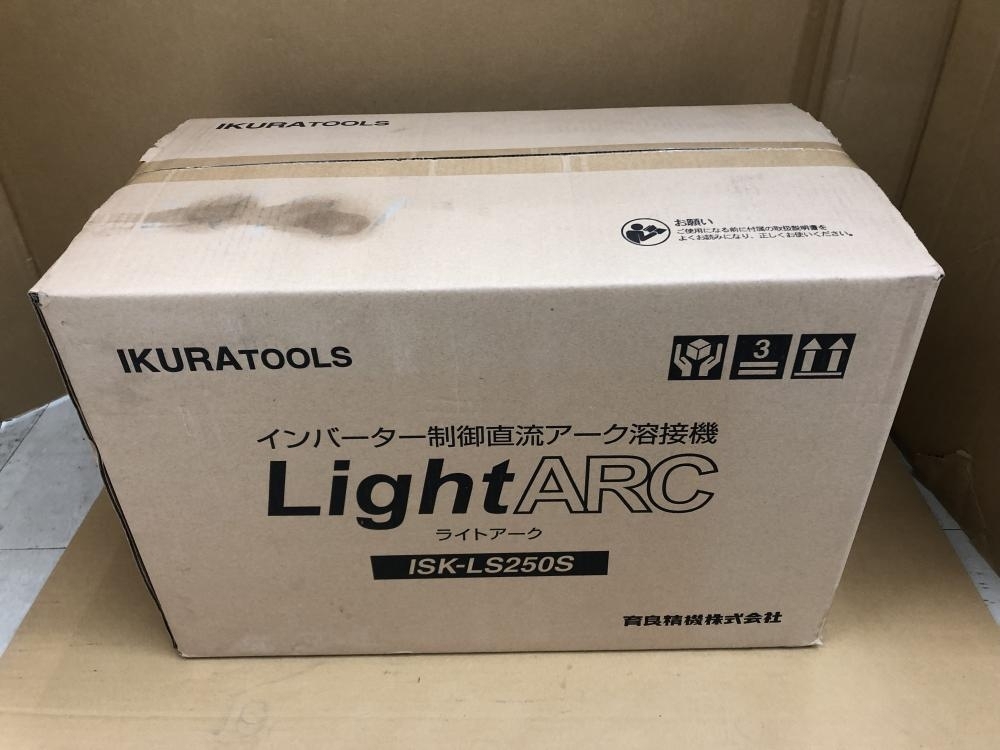 IKURATOOLS
お願い
ご使用になる前に付属の取扱説明書を
よくお読みになり、正しくお使いください。
IKURATOOLS
3
インバーター制御直流アーク溶接機
LightARC
ライトアーク
ISK-LS250S
育良精機株式会社